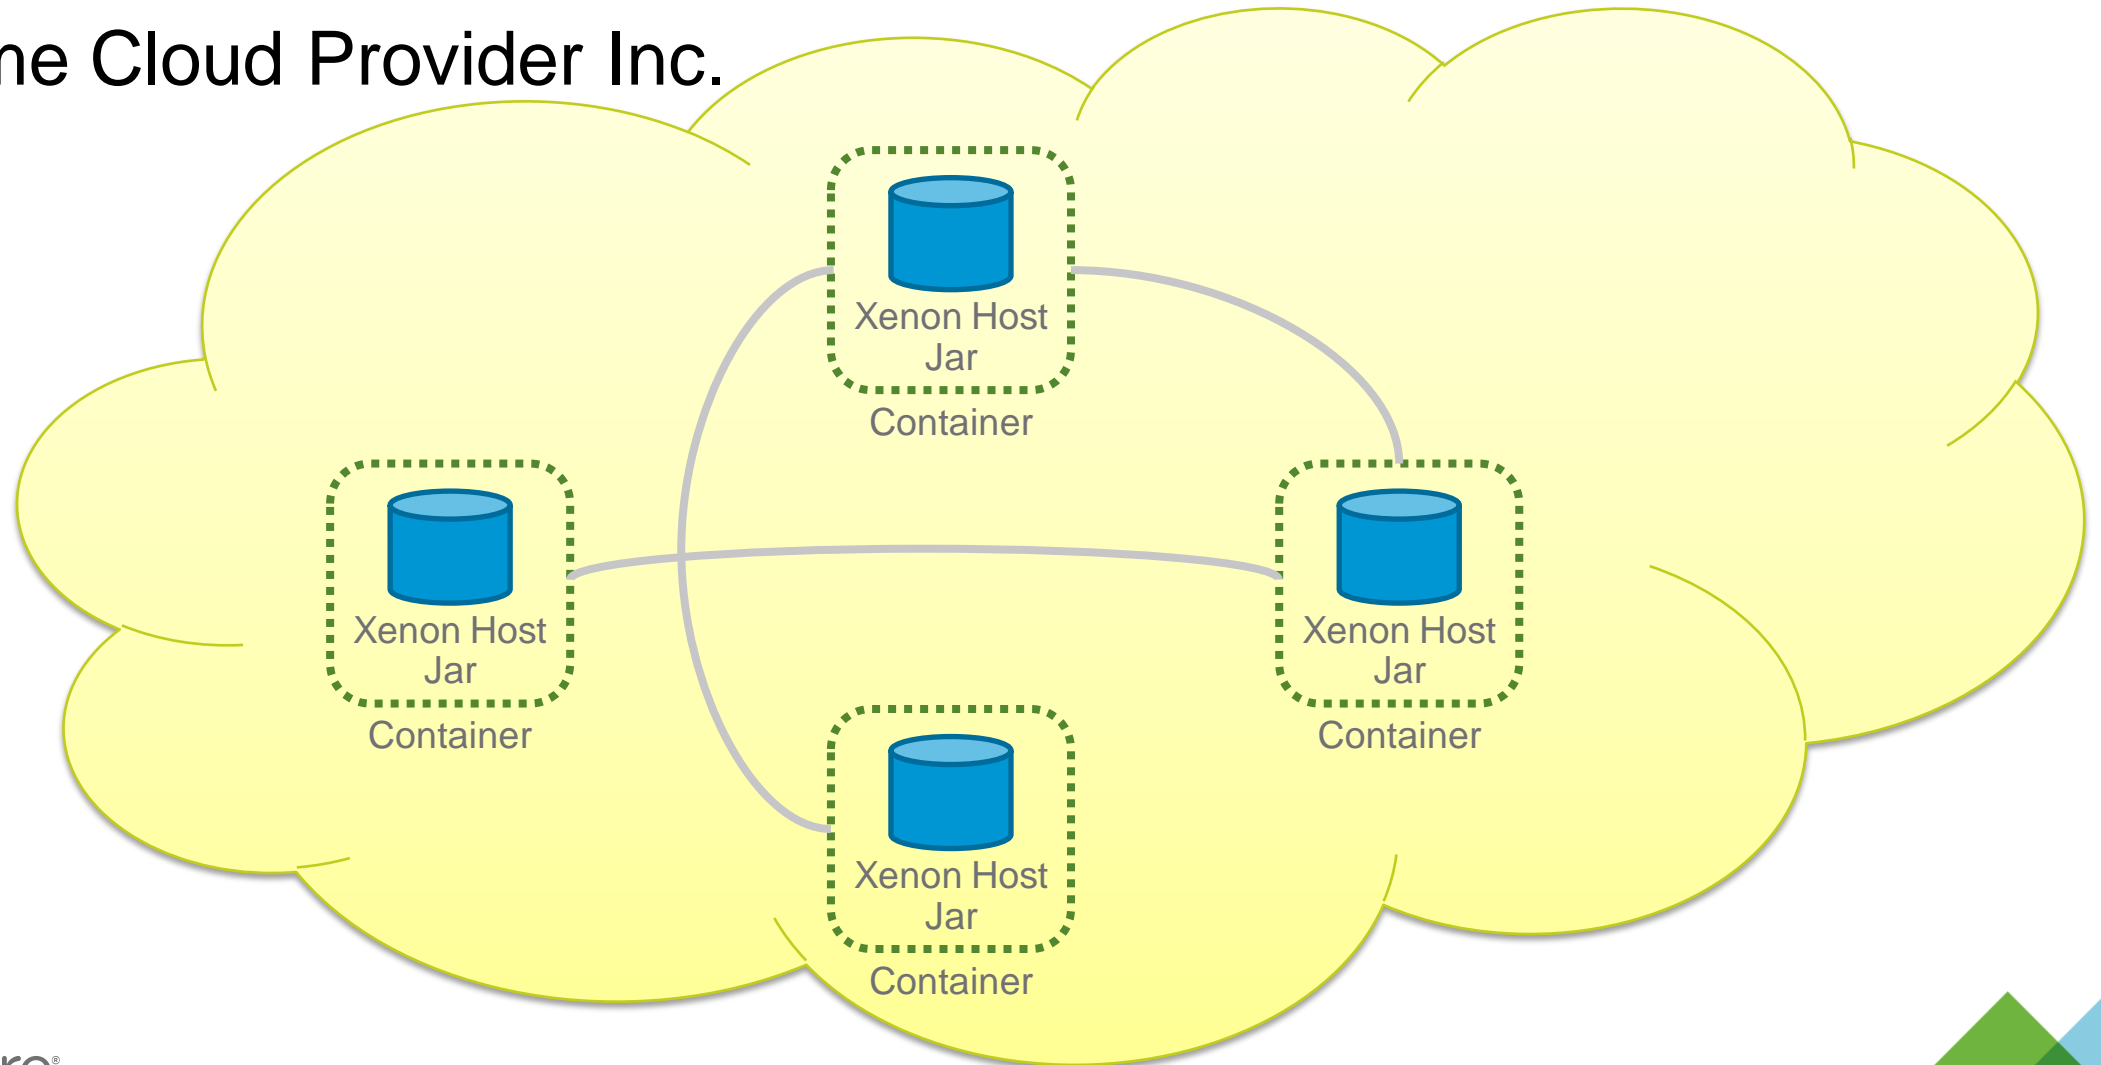 me Cloud Provider Inc.
Xenon Host
Jar
Container
Xenon Host
Jar
Container
Xenon Host
Jar
Container
Xenon Host
Jar
Container